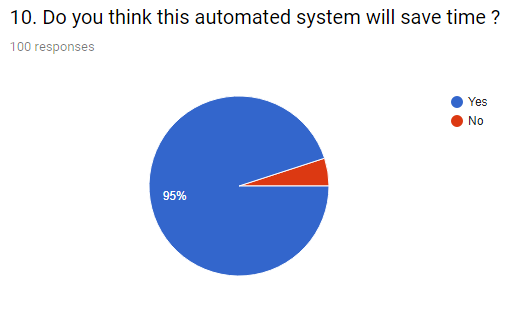 10. Do you think this automated system will save time ?
100 responses
Yes
No
95%